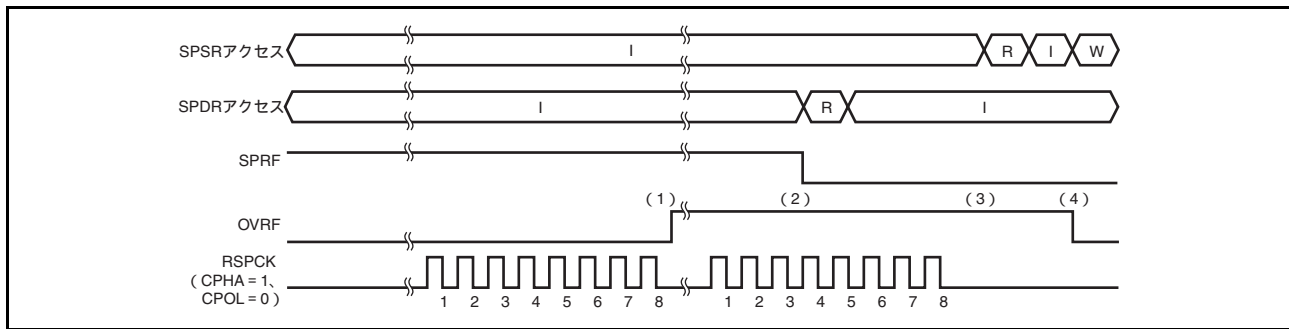 SPSRアクセス I R I W
SPDRアクセス I R I
SPRF
(1) (2) (3) (4)
OVRF
RSPCK
(CPHA = 1、
CPOL = 0)
1 2 3 4 5 6 7 8 1 2 3 4 5 6 7 8